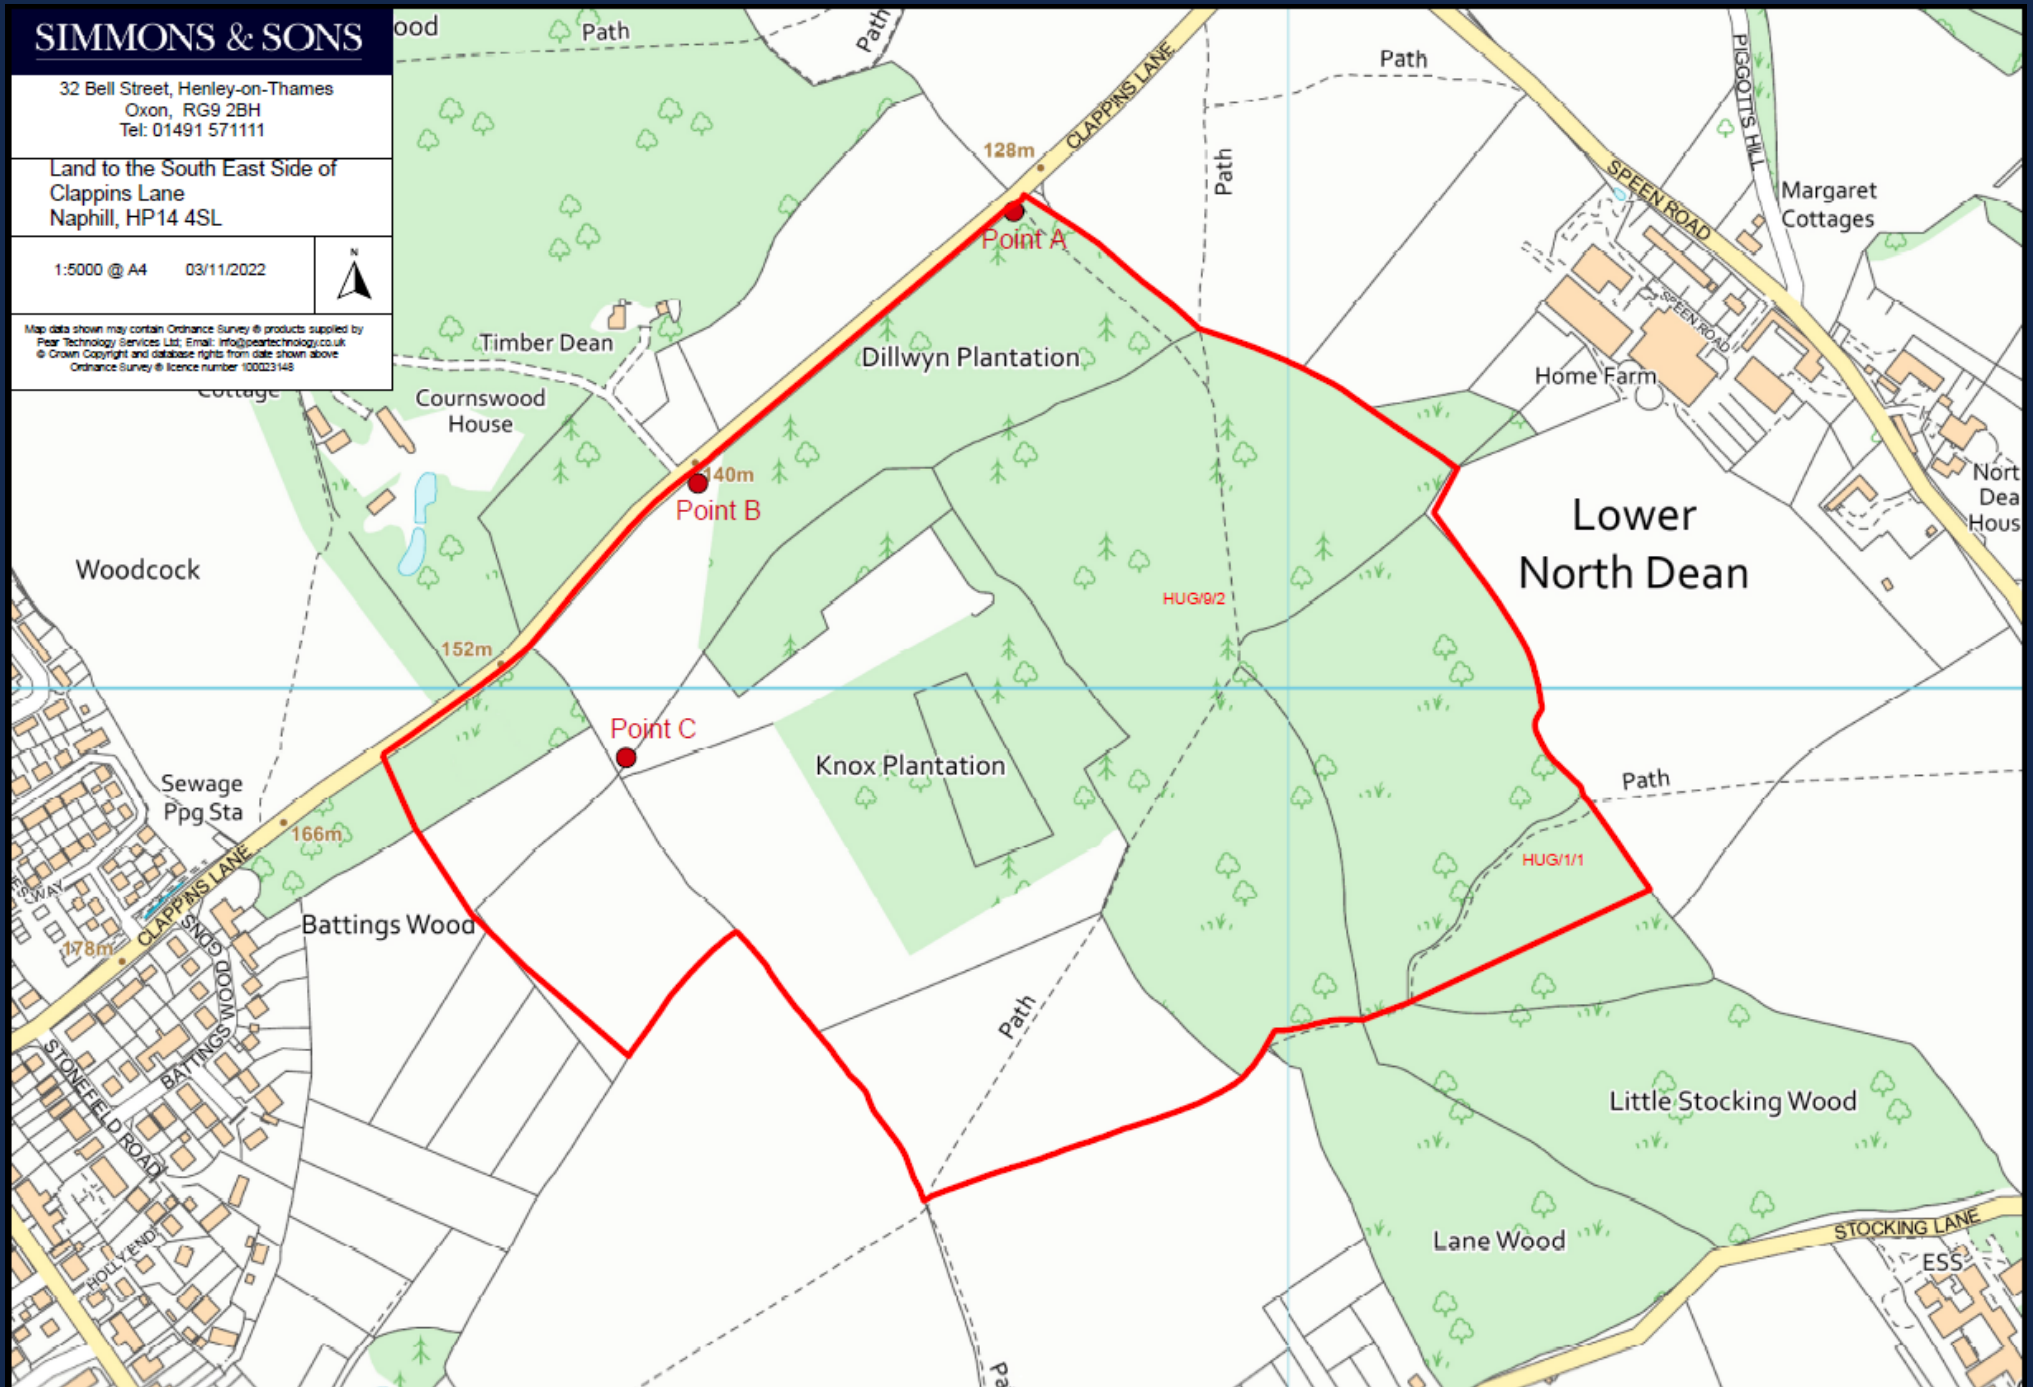 SIMMONS & SONS
32 Bell Street, Henley-on-Thames
Oxon, RG9 2BH
Tel: 01491 571111
Land to the South East Side of
Clappins Lane
Naphill, HP14 4SL
1:5000 @ A4 03/11/2022
N
Map data shown may contain Ordnance Survey ® products supplied by
Pear Technology Services Ltd; Email: info@peartechnology.co.uk
© Crown Copyright and database rights from date shown above
Ordnance Survey ® licence number 100023148
ood
Path
Path
CLAPPINS LANE
Path
Path
PIGGOTT'S HILL
SPEEN ROAD
Margaret
Cottages
128m
Point A
Timber Dean
Dillwyn Plantation
SPEEN ROAD
Home Farm
Cottage
Cournswood
House
140m
Point B
Lower
North Dean
Nort
Dea
Hous
Woodcock
HUG/9/2
152m
Point C
Knox Plantation
Path
Sewage
Ppg Sta
166m
HUG/1/1
CLAPPINS LANE
Battings Wood
178m
BATTINGS WOOD GDNS
STONEFIELD ROAD
Path
Little Stocking Wood
HOLLY END
Lane Wood
STOCKING LANE
ESS
Pa